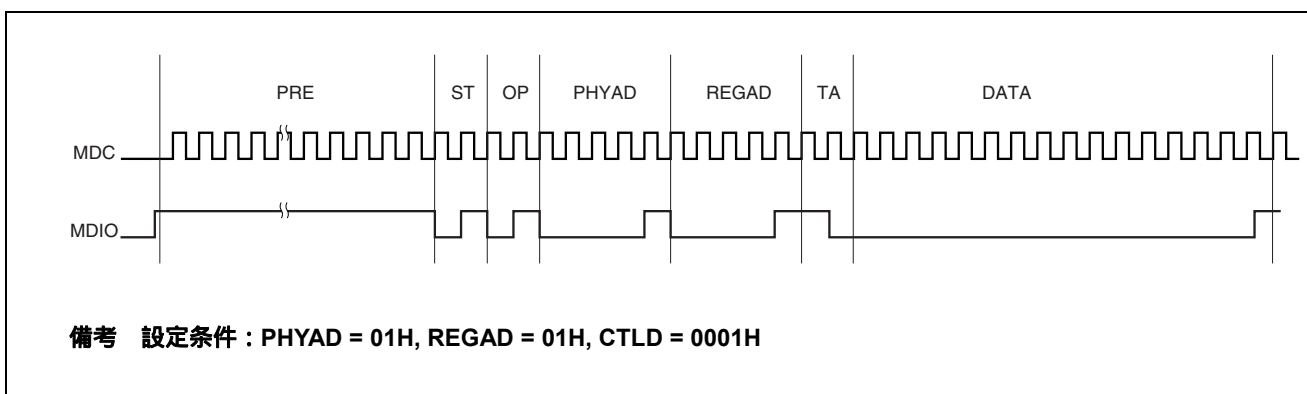 PRE ST OP PHYAD REGAD TA DATA
MDC
MDIO
備考 設定条件：PHYAD = 01H, REGAD = 01H, CTLD = 0001H